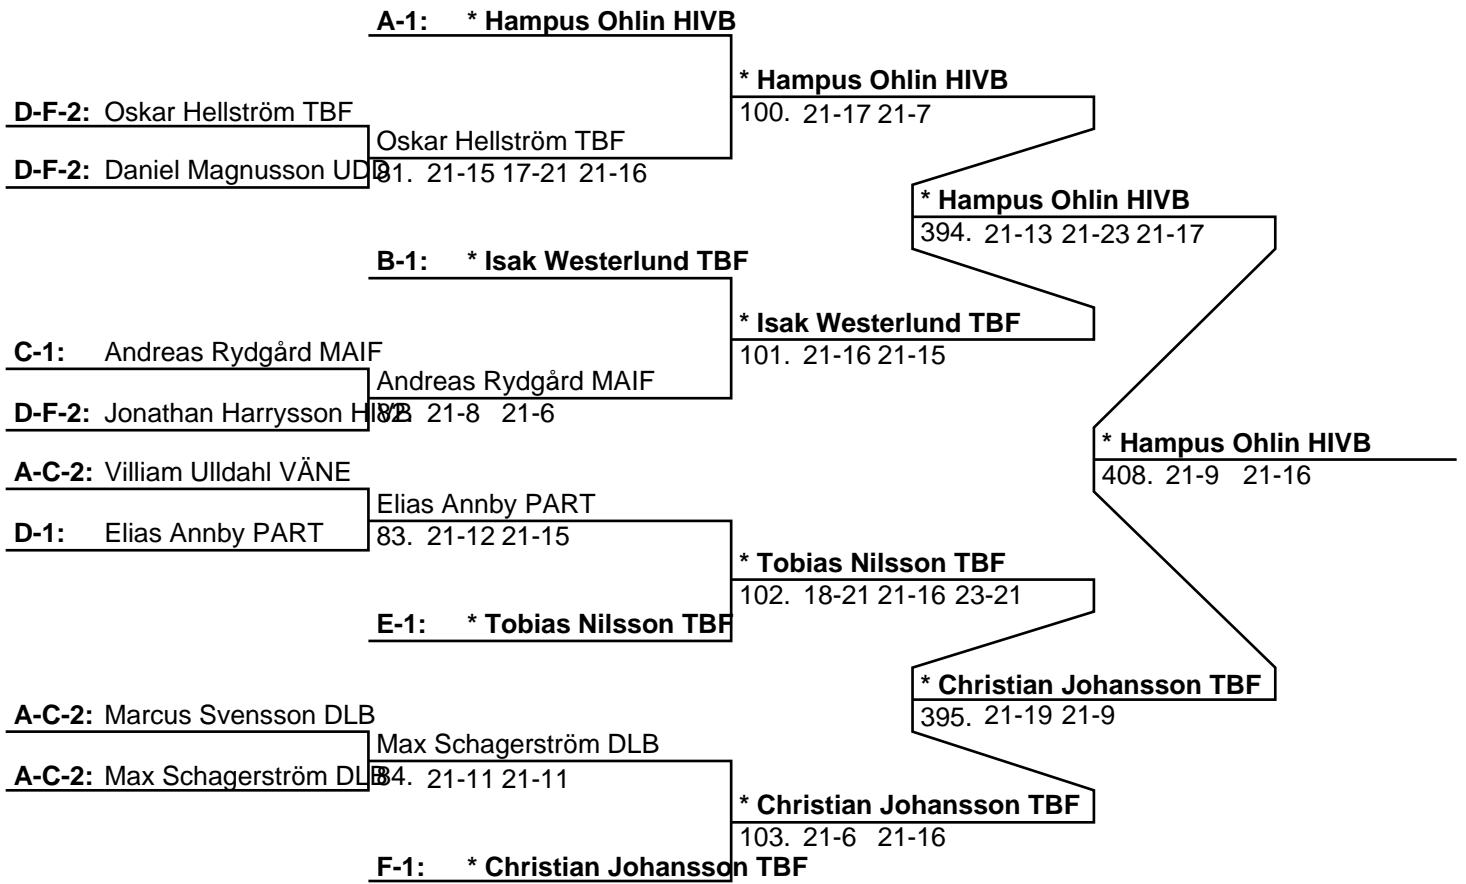 A-1: * Hampus Ohlin HIVB
* Hampus Ohlin HIVB
D-F-2: Oskar Hellström TBF
100. 21-17 21-7
Oskar Hellström TBF
D-F-2: Daniel Magnusson UDD
81. 21-15 17-21 21-16
* Hampus Ohlin HIVB
394. 21-13 21-23 21-17
B-1: * Isak Westerlund TBF
* Isak Westerlund TBF
C-1: Andreas Rydgård MAIF
101. 21-16 21-15
Andreas Rydgård MAIF
D-F-2: Jonathan Harrysson HIVB
82. 21-8 21-6
* Hampus Ohlin HIVB
A-C-2: Villiam Ulldahl VÄNE
408. 21-9 21-16
Elias Annby PART
D-1: Elias Annby PART
83. 21-12 21-15
* Tobias Nilsson TBF
102. 18-21 21-16 23-21
E-1: * Tobias Nilsson TBF
* Christian Johansson TBF
A-C-2: Marcus Svensson DLB
395. 21-19 21-9
Max Schagerström DLB
A-C-2: Max Schagerström DLB
84. 21-11 21-11
* Christian Johansson TBF
103. 21-6 21-16
F-1: * Christian Johansson TBF